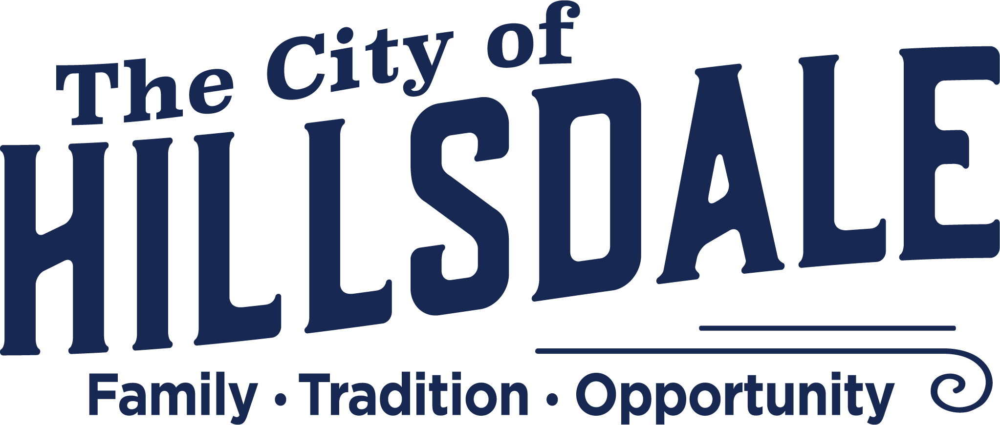 The City of
HILLSDALE
Family • Tradition • Opportunity